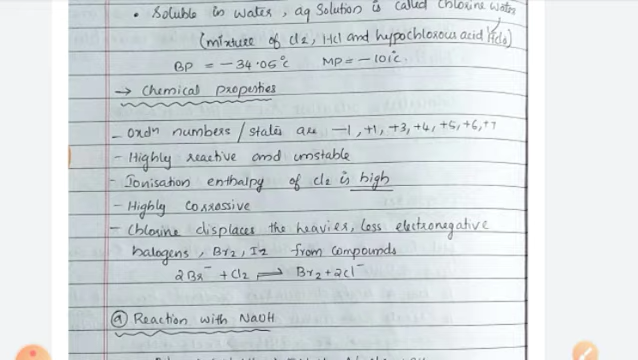 • Soluble in water, aq solution is called chlorine water
(mixture of Cl2, HCl and hypochlorous acid HClO)
BP = -34.05°C MP = -101°C
→ Chemical properties
- Oxdn numbers / states are -1, +1, +3, +4, +5, +6, +7
- Highly reactive and unstable
- Ionisation enthalpy of Cl2 is high
- Highly corrossive
- Chlorine displaces the heavier, less electronegative
halogens, Br2, I2 from compounds
2Br⁻ + Cl2 ⇌ Br2 + 2Cl⁻
ⓐ Reaction with NaOH